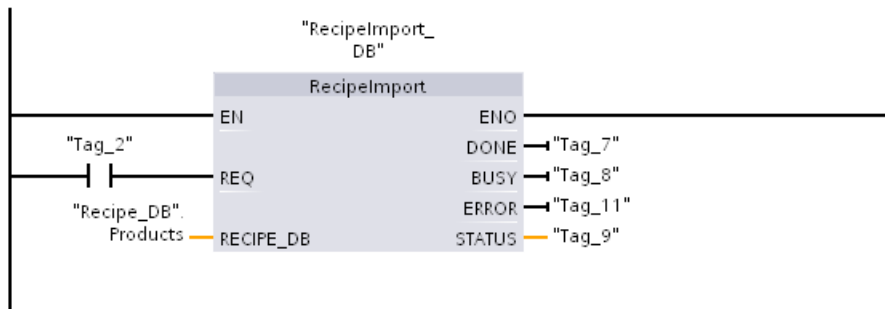 "RecipeImport_
DB"
RecipeImport
EN ENO
"Tag_2" DONE "Tag_7"
REQ BUSY "Tag_8"
"Recipe_DB". ERROR "Tag_11"
Products RECIPE_DB STATUS "Tag_9"